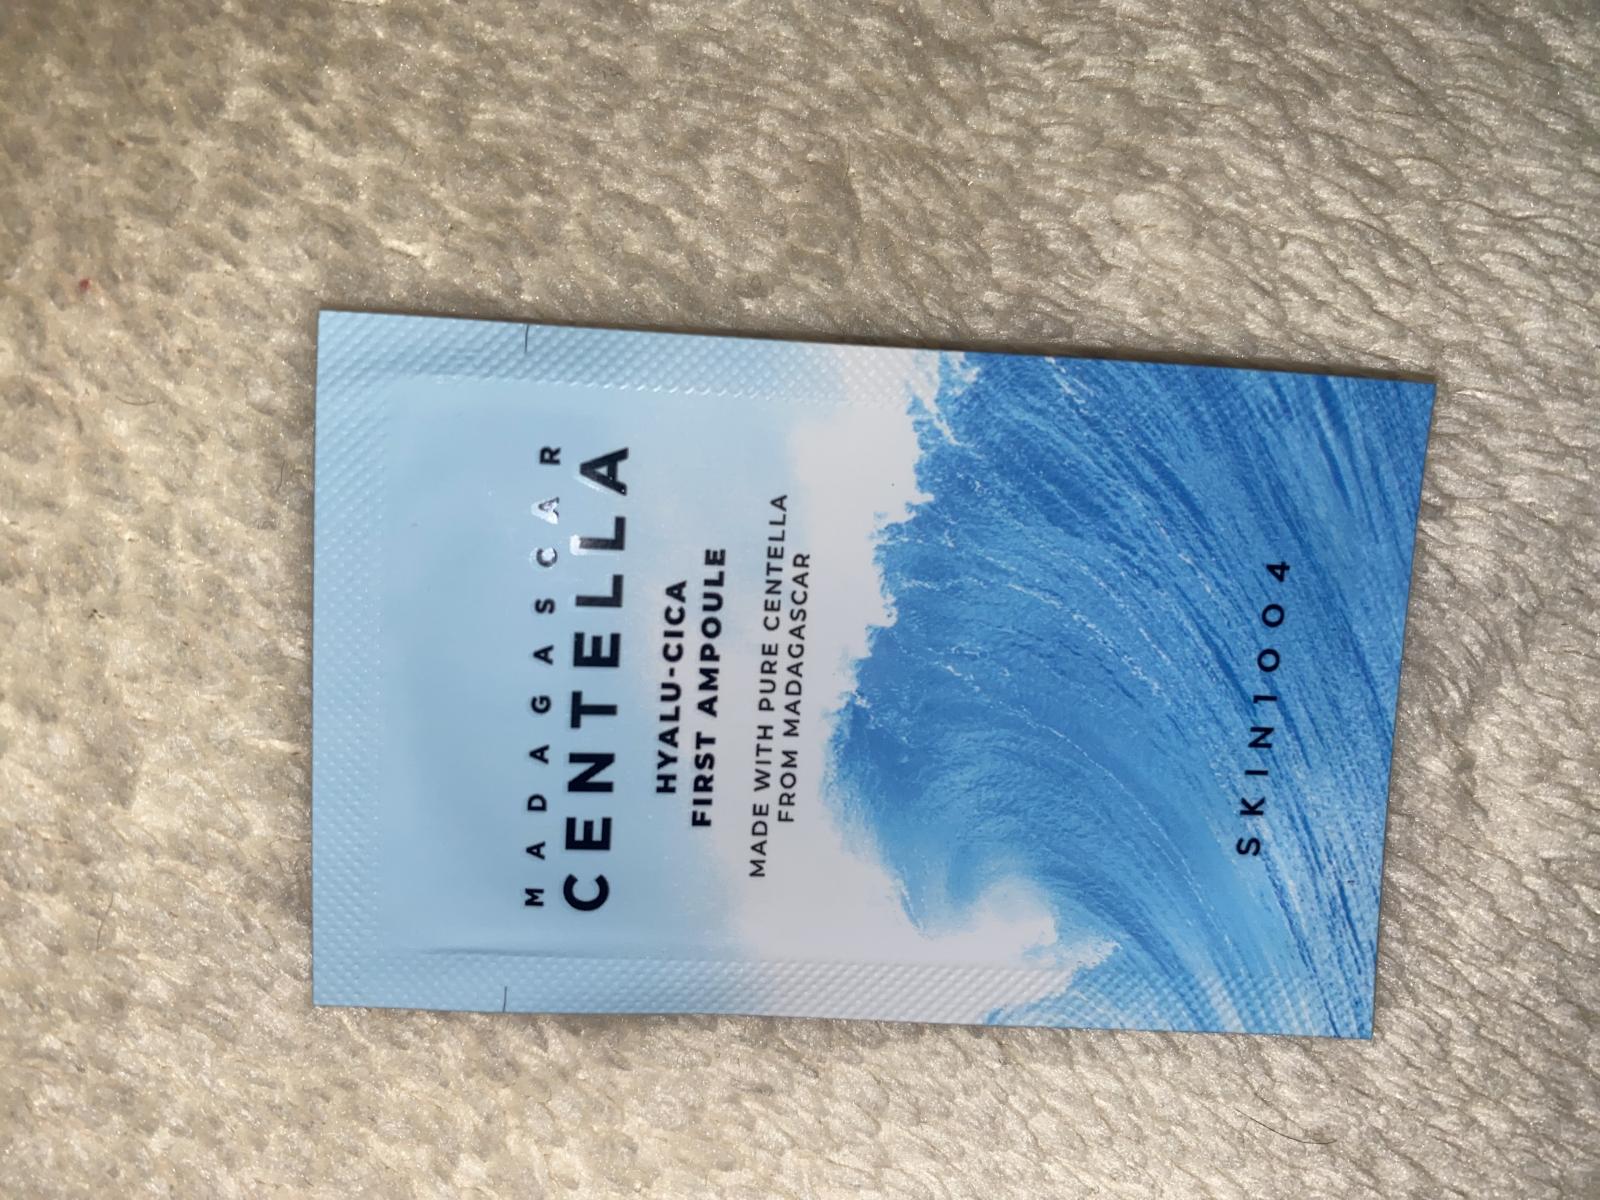 MADAGASCAR
CENTELLA
HYALU-CICA
FIRST AMPOULE
MADE WITH PURE CENTELLA
FROM MADAGASCAR
SKIN1004